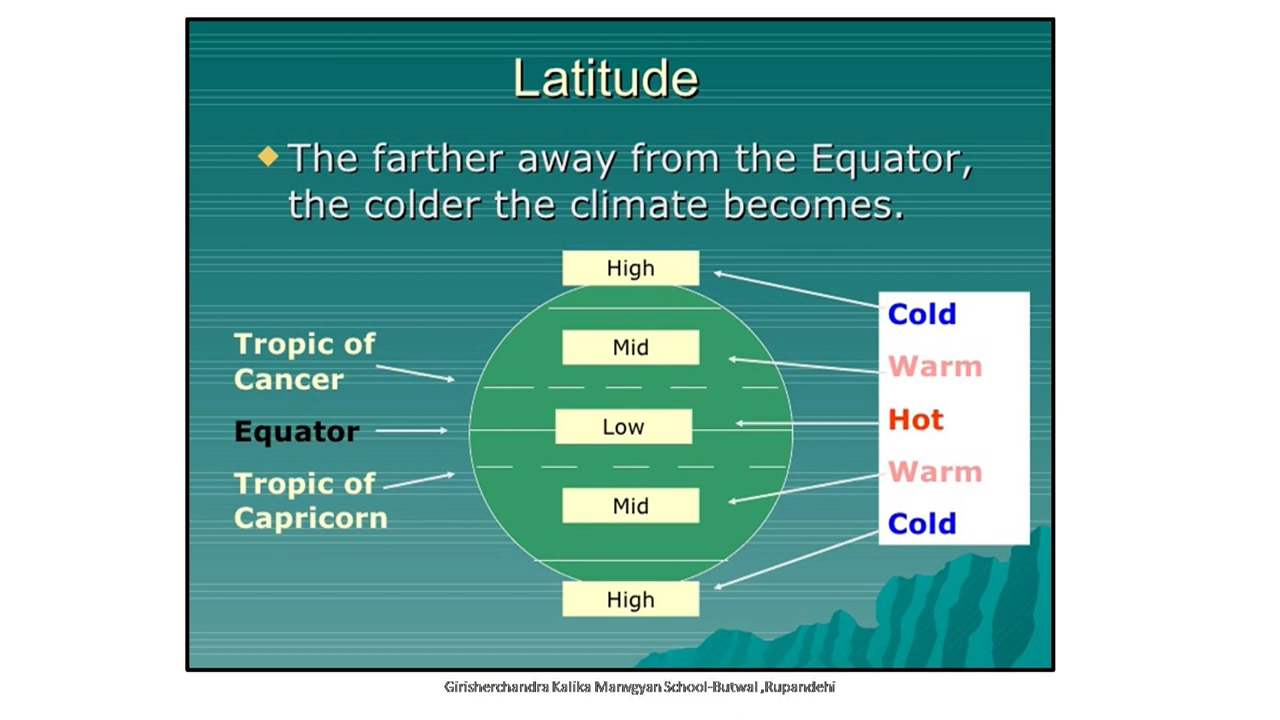 Latitude
The farther away from the Equator,
the colder the climate becomes.
High
Cold
Tropic of
Cancer
Mid
Warm
Equator
Low
Hot
Tropic of
Capricorn
Mid
Warm
High
Cold
Girisherchandra Kalika Manwgyan School-Butwal ,Rupandehi